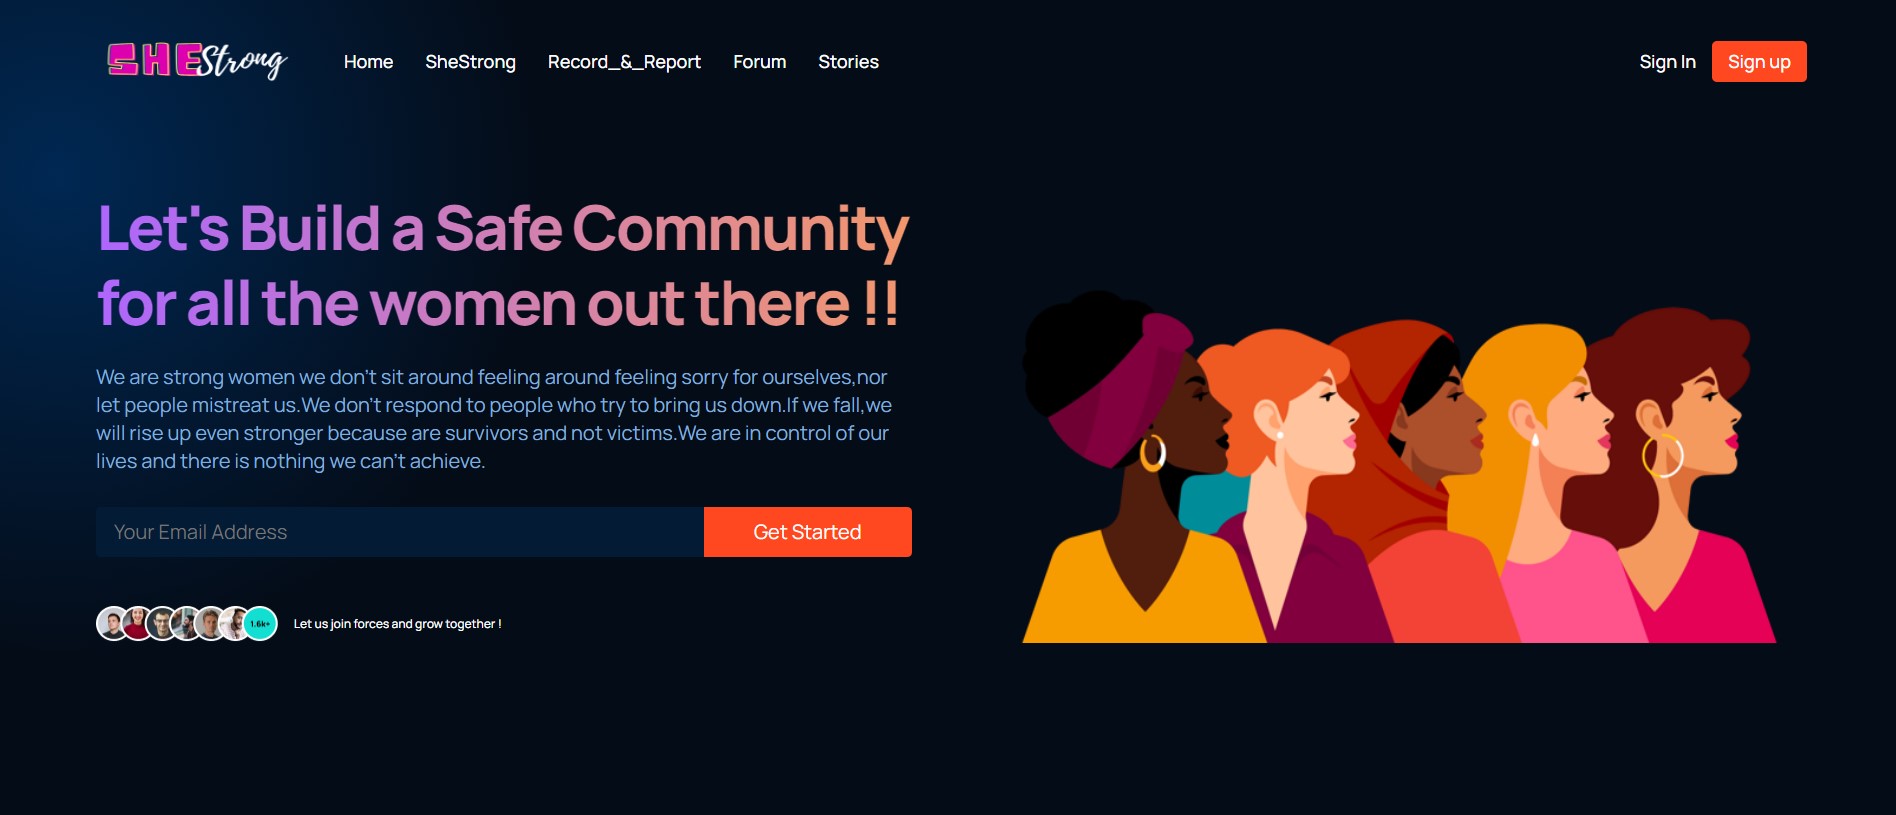 SHEStrong
Home SheStrong Record_&_Report Forum Stories Sign In Sign up
Let's Build a Safe Community
for all the women out there !!
We are strong women we don't sit around feeling around feeling sorry for ourselves,nor
let people mistreat us.We don't respond to people who try to bring us down.If we fall,we
will rise up even stronger because are survivors and not victims.We are in control of our
lives and there is nothing we can't achieve.
Your Email Address Get Started
1.6k+ Let us join forces and grow together !